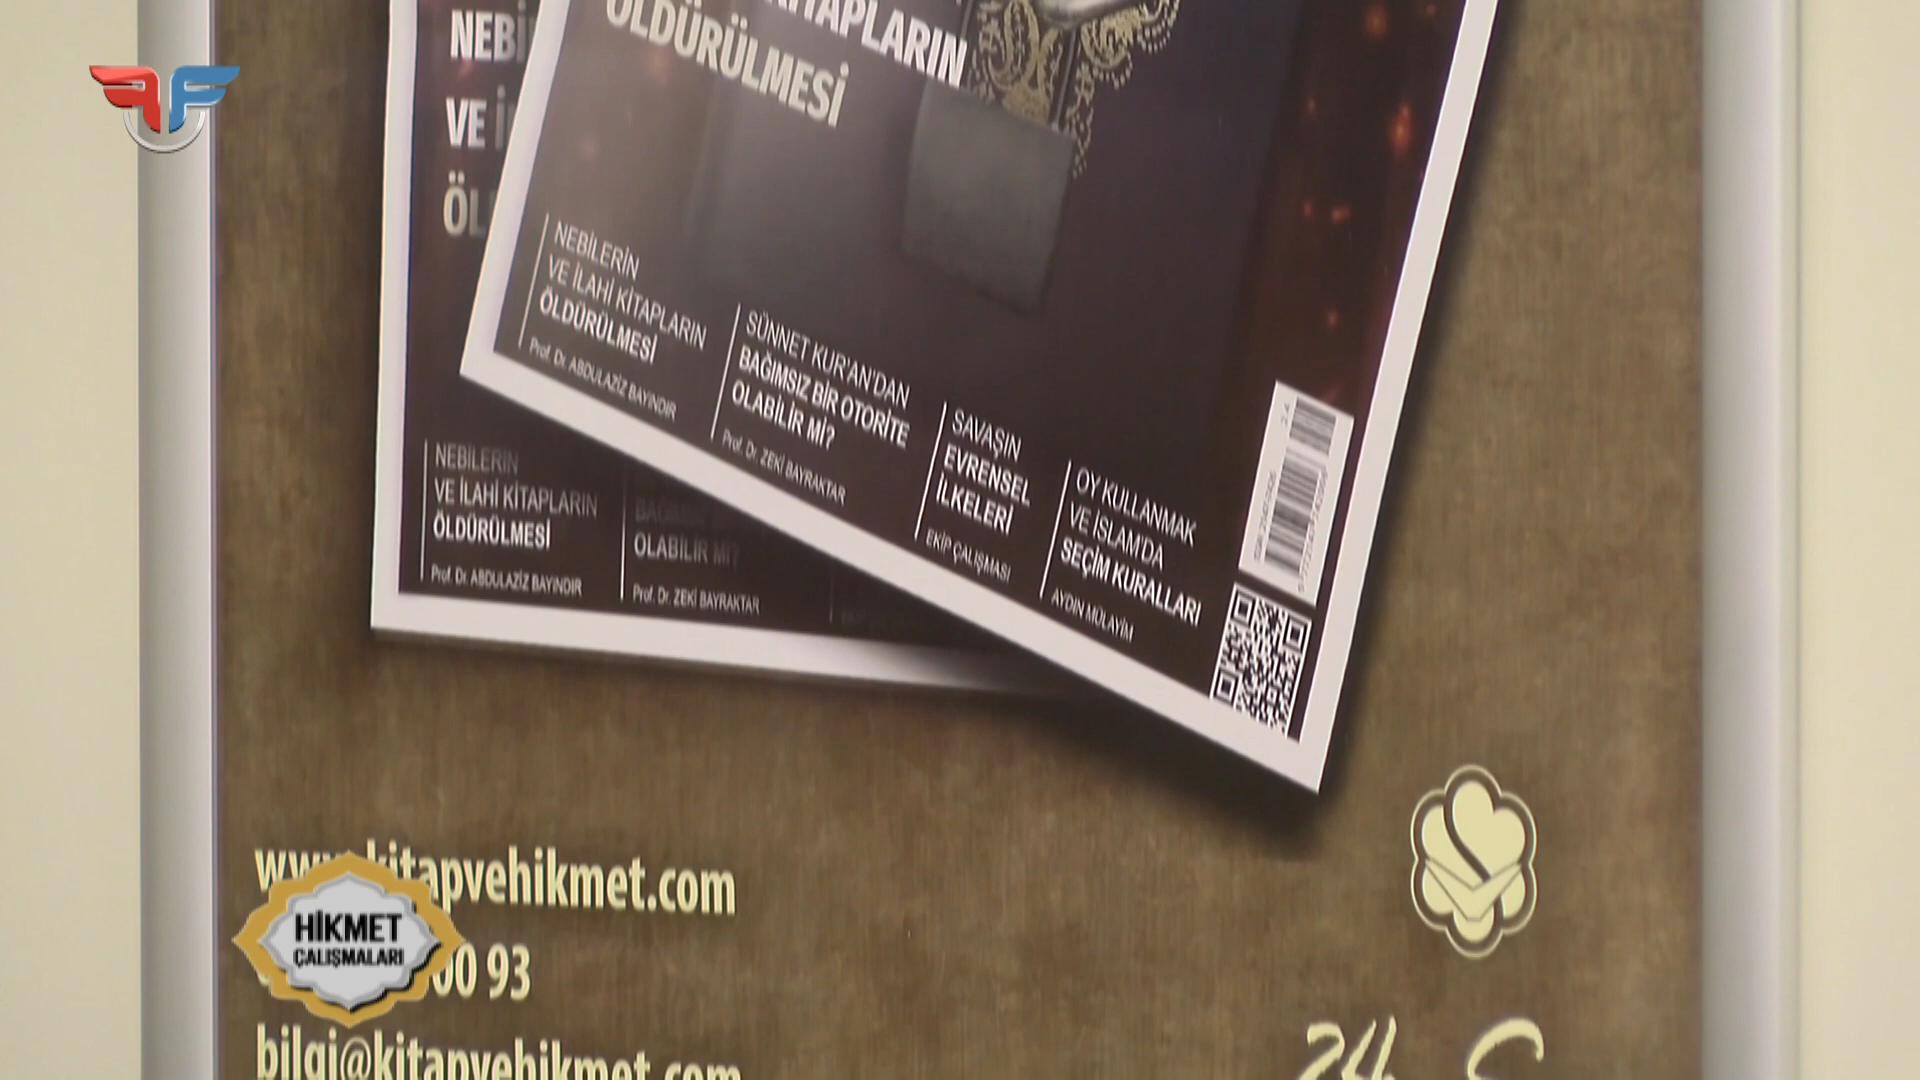 NEBİ
VE İ
ÖL
KİTAPLARIN
ÖLDÜRÜLMESİ
NEBİLERİN
VE İLAHİ KİTAPLARIN
ÖLDÜRÜLMESİ
Prof. Dr. ABDULAZİZ BAYINDIR
SÜNNET KUR'AN'DAN
BAĞIMSIZ BİR OTORİTE
OLABİLİR Mİ?
Prof. Dr. ZEKİ BAYRAKTAR
SAVAŞIN
EVRENSEL
İLKELERİ
EKİP ÇALIŞMASI
OY KULLANMAK
VE İSLAM'DA
SEÇİM KURALLARI
AYDIN MÜLAYİM
NEBİLERİN
VE İLAHİ KİTAPLARIN
ÖLDÜRÜLMESİ
Prof. Dr. ABDULAZİZ BAYINDIR
BAĞIMSIZ
OLABİLİR Mİ?
Prof. Dr. ZEKİ BAYRAKTAR
www.kitapvehikmet.com
00 93
bilgi@kitapvehikmet.com
HİKMET
ÇALIŞMALARI
24.